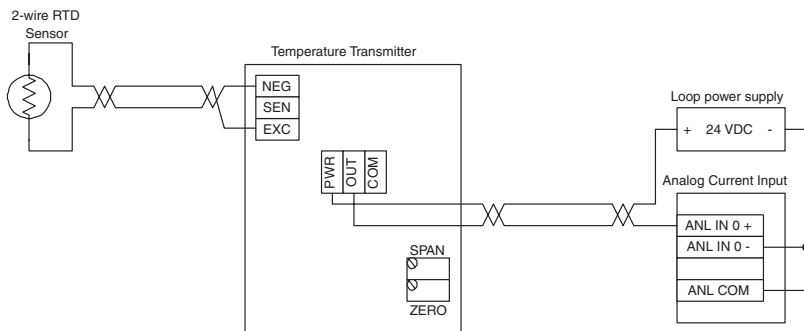 2-wire RTD
Sensor
Temperature Transmitter
NEG
SEN
EXC
PWR
OUT
COM
SPAN
ZERO
Loop power supply
+ 24 VDC -
Analog Current Input
ANL IN 0 +
ANL IN 0 -
ANL COM